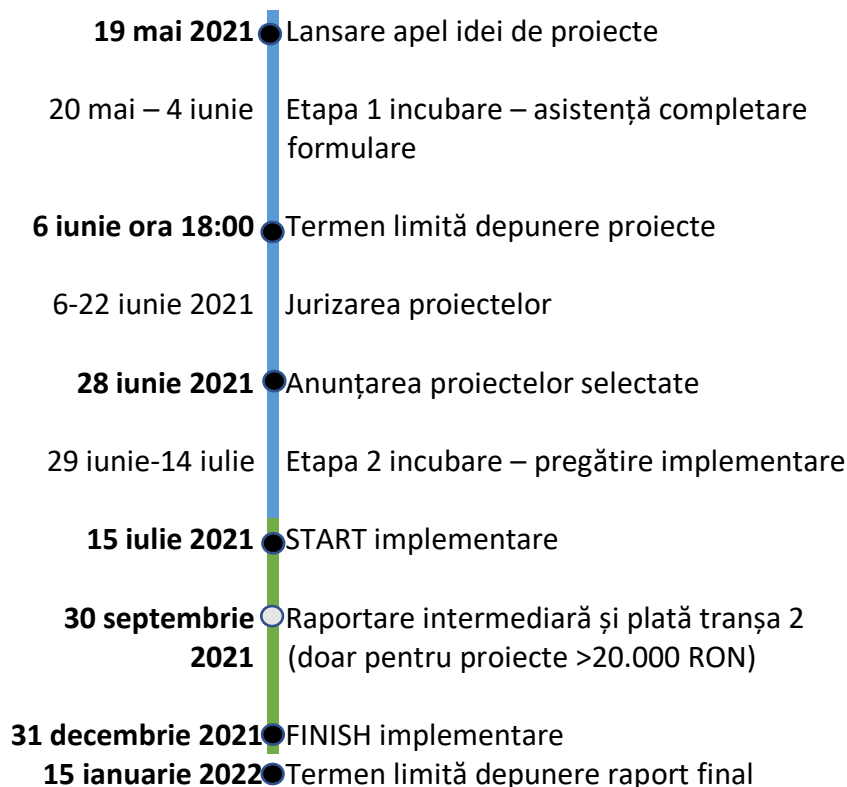 19 mai 2021 Lansare apel idei de proiecte
20 mai – 4 iunie Etapa 1 incubare – asistență completare
formulare
6 iunie ora 18:00 Termen limită depunere proiecte
6-22 iunie 2021 Jurizarea proiectelor
28 iunie 2021 Anunțarea proiectelor selectate
29 iunie-14 iulie Etapa 2 incubare – pregătire implementare
15 iulie 2021 START implementare
30 septembrie Raportare intermediară și plată tranșa 2
2021 (doar pentru proiecte >20.000 RON)
31 decembrie 2021 FINISH implementare
15 ianuarie 2022 Termen limită depunere raport final